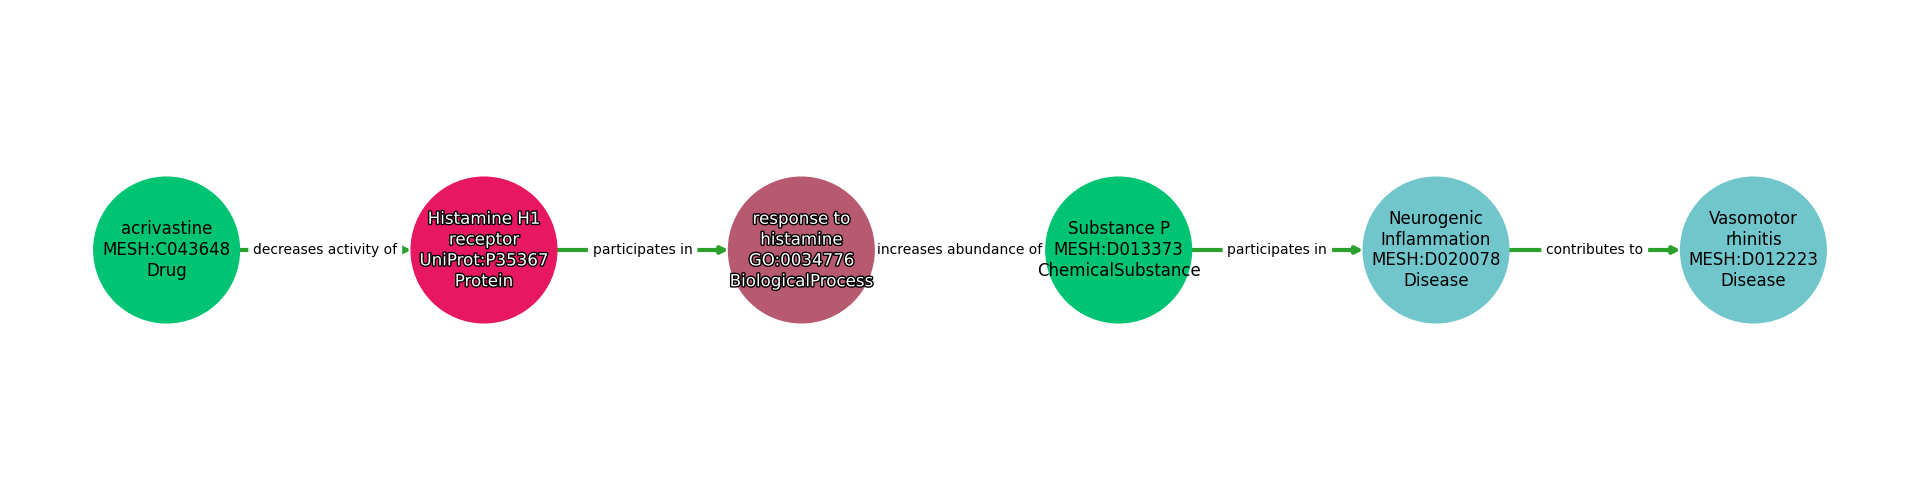 acrivastine
MESH:C043648
Drug
decreases activity of
Histamine H1
receptor
UniProt:P35367
Protein
participates in
response to
histamine
GO:0034776
BiologicalProcess
increases abundance of
Substance P
MESH:D013373
ChemicalSubstance
participates in
Neurogenic
Inflammation
MESH:D020078
Disease
contributes to
Vasomotor
rhinitis
MESH:D012223
Disease